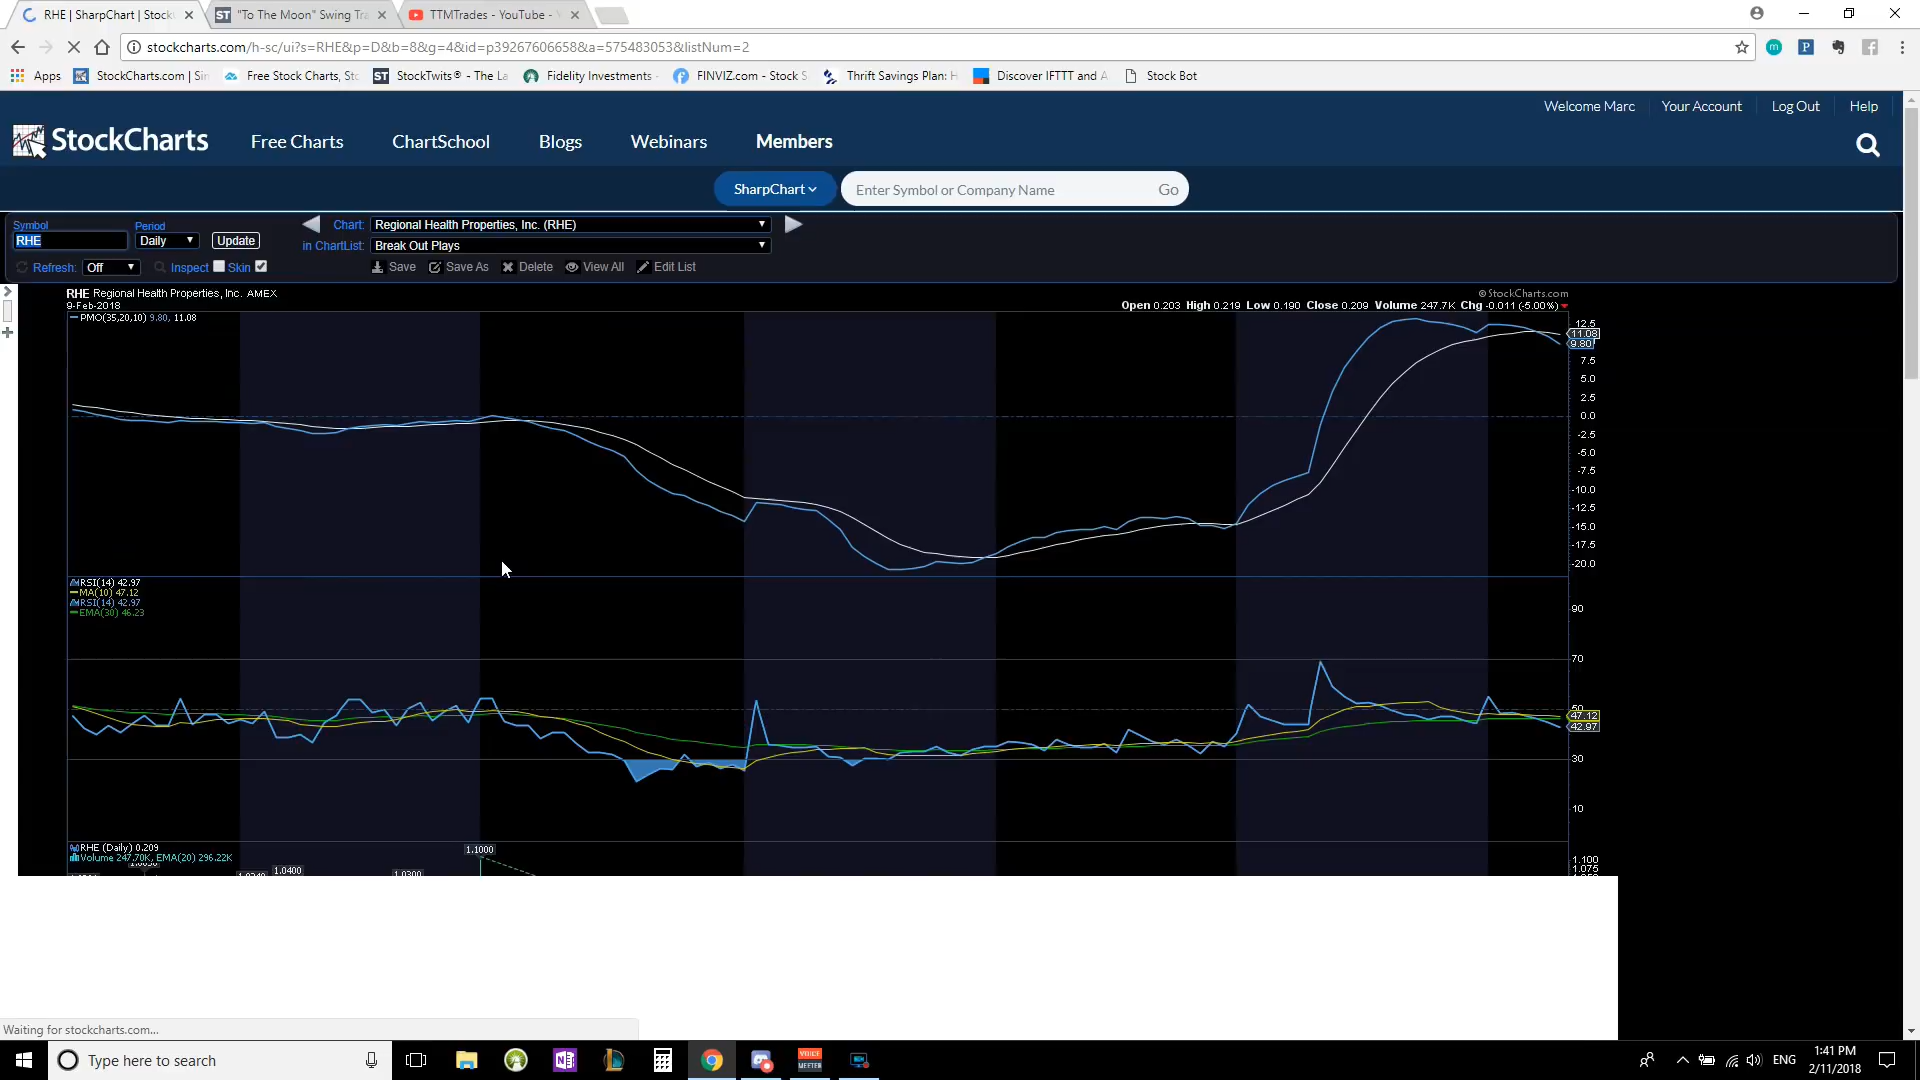 RHE | SharpChart | Stock
"To The Moon" Swing Tra
TTMTrades - YouTube -
stockcharts.com/h-sc/ui?s=RHE&p=D&b=8&g=4&id=p39267606658&a=575483053&listNum=2
Apps
StockCharts.com | Sim
Free Stock Charts, Sto
StockTwits® - The La
Fidelity Investments
FINVIZ.com - Stock S
Thrift Savings Plan: H
Discover IFTTT and A
Stock Bot
Welcome Marc
Your Account
Log Out
Help
StockCharts
Free Charts
ChartSchool
Blogs
Webinars
Members
SharpChart
Enter Symbol or Company Name
Go
Symbol
Period
Chart:
Regional Health Properties, Inc. (RHE)
RHE
Daily
Update
in ChartList:
Break Out Plays
Refresh:
Off
Inspect
Skin
Save
Save As
Delete
View All
Edit List
RHE Regional Health Properties, Inc. AMEX
© StockCharts.com
9-Feb-2018
Open 0.203 High 0.219 Low 0.190 Close 0.209 Volume 247.7K Chg -0.011 (-5.00%)
PMO(35,20,10) 9.80, 11.08
12.5
11.08
9.80
7.5
5.0
2.5
0.0
-2.5
-5.0
-7.5
-10.0
-12.5
-15.0
-17.5
-20.0
RSI(14) 42.97
MA(10) 47.12
RSI(14) 42.97
EMA(30) 46.23
90
70
50
47.12
42.97
30
10
RHE (Daily) 0.209
Volume 247.70K, EMA(20) 296.22K
1.1000
1.0400
1.0300
1.100
1.075
Waiting for stockcharts.com...
Type here to search
VOICE
MEETER
ENG
1:41 PM
2/11/2018